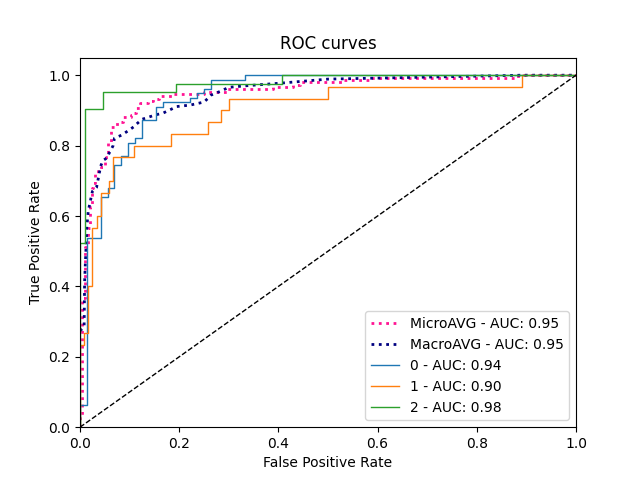 ROC curves
1.0
0.8
0.6
0.4
0.2
0.0
True Positive Rate
MicroAVG - AUC: 0.95
MacroAVG - AUC: 0.95
0 - AUC: 0.94
1 - AUC: 0.90
2 - AUC: 0.98
0.0 0.2 0.4 0.6 0.8 1.0
False Positive Rate